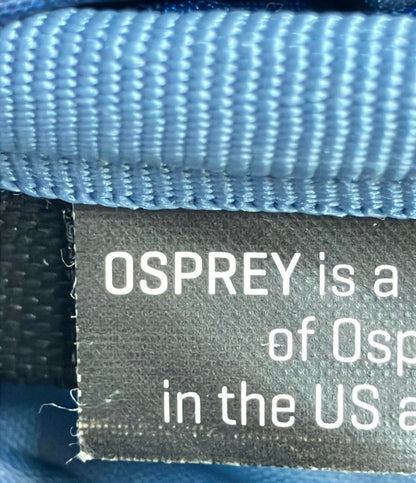 OSPREY is a
of Osp
in the US a